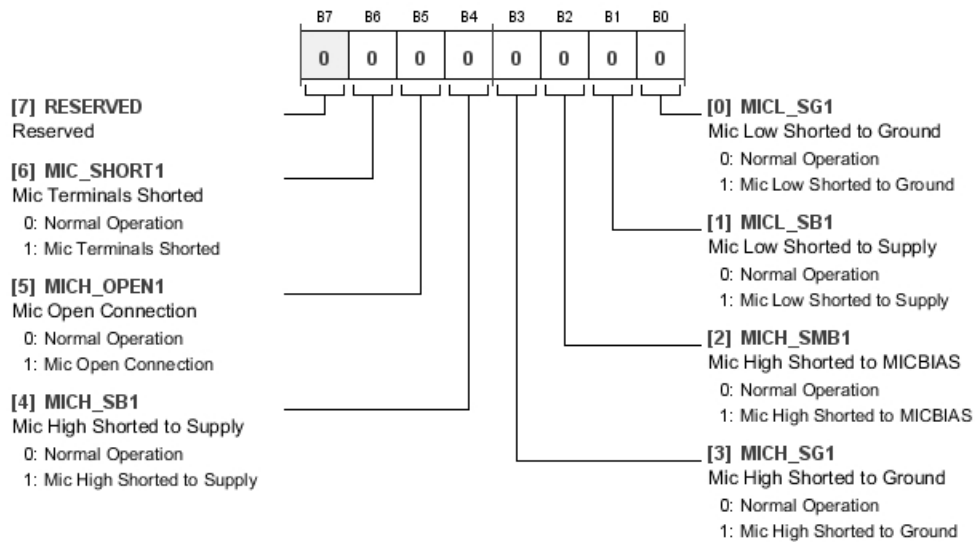 B7 B6 B5 B4 B3 B2 B1 B0
0 0 0 0 0 0 0 0
[7] RESERVED
Reserved
[6] MIC_SHORT1
Mic Terminals Shorted
0: Normal Operation
1: Mic Terminals Shorted
[5] MICH_OPEN1
Mic Open Connection
0: Normal Operation
1: Mic Open Connection
[4] MICH_SB1
Mic High Shorted to Supply
0: Normal Operation
1: Mic High Shorted to Supply
[0] MICL_SG1
Mic Low Shorted to Ground
0: Normal Operation
1: Mic Low Shorted to Ground
[1] MICL_SB1
Mic Low Shorted to Supply
0: Normal Operation
1: Mic Low Shorted to Supply
[2] MICH_SMB1
Mic High Shorted to MICBIAS
0: Normal Operation
1: Mic High Shorted to MICBIAS
[3] MICH_SG1
Mic High Shorted to Ground
0: Normal Operation
1: Mic High Shorted to Ground